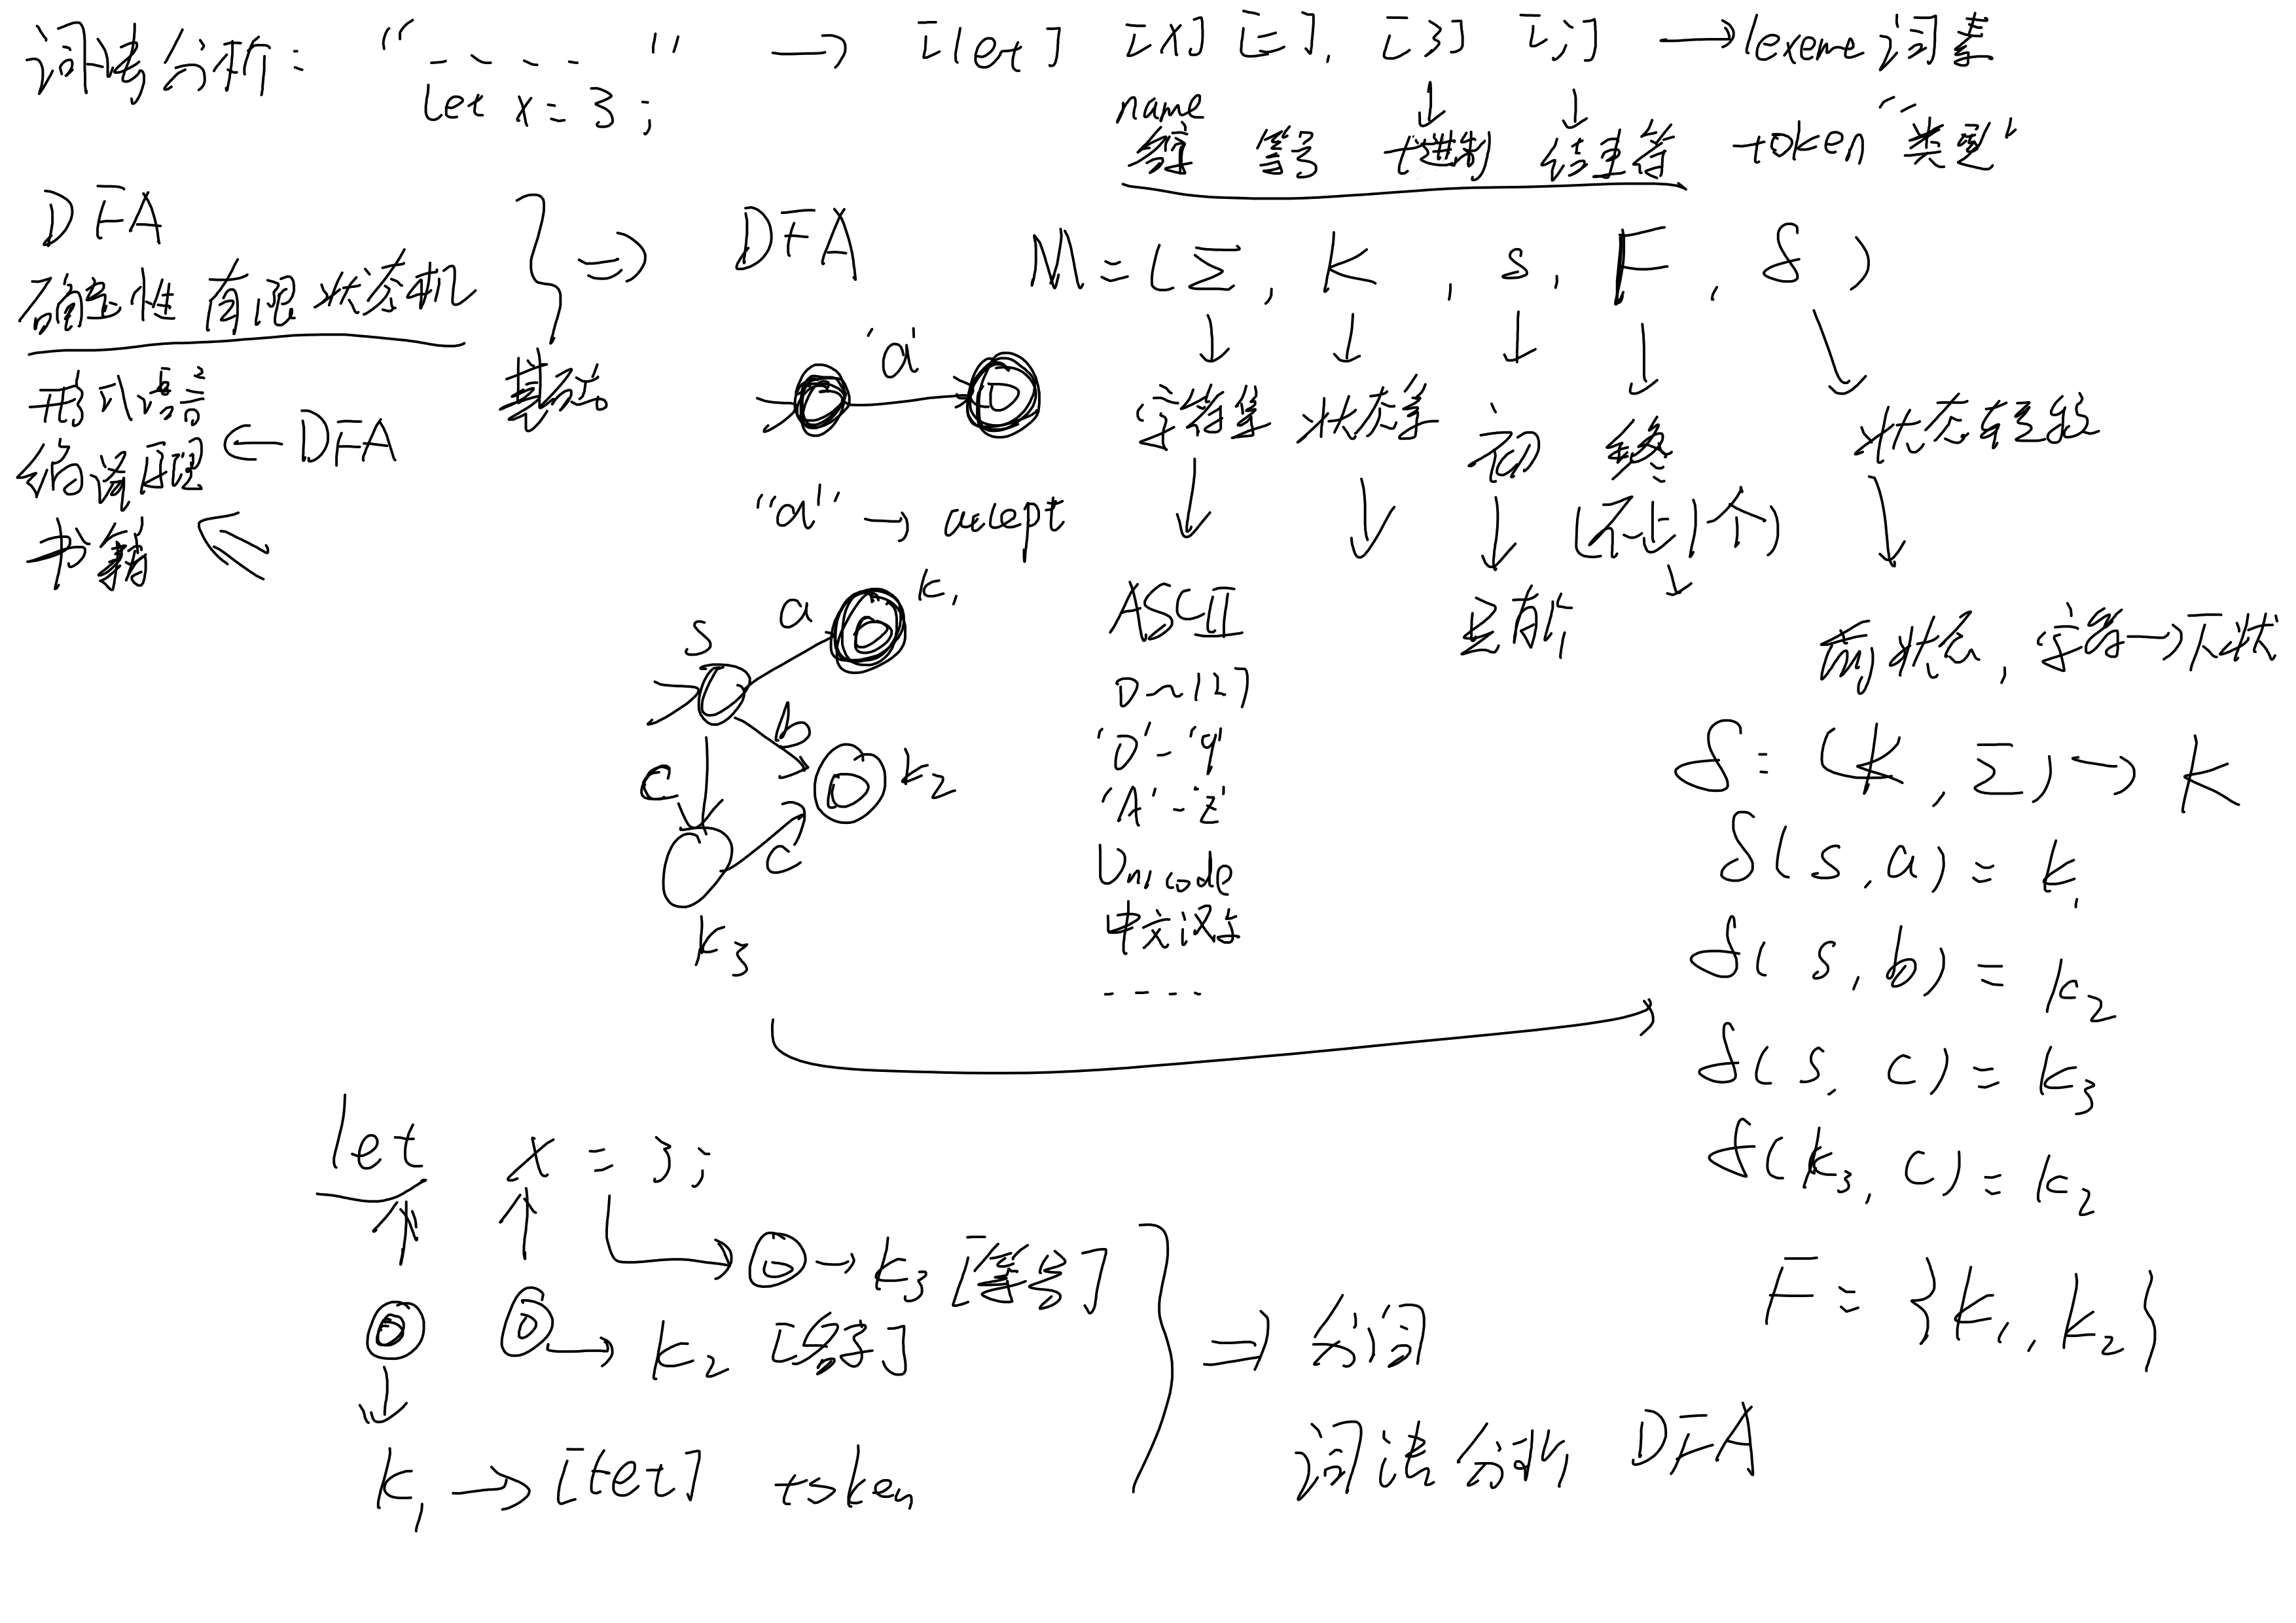 词法分析： “ - - - - - ” → [let] [x] [=], [3] [;] → lexeme 词素
let x = 3 ;
name ↓ ↓
名字 等号 十进制 结束符 token “类型”
DFA
确定性 有限 状态机
} ⇒ DFA
M = (Σ, K, s, F, δ)
↓ ↓ ↓ ↓ ↘
字符集 状态集 初 终 状态转移
(不止1个)
形式语言
编译原理 ← DFA
书籍
'a'
“a” → accept
s a k₁
b k₂
c c
k₃
ASCII
0~127
'0'-'9'
'A'-'Z'
Unicode
中文汉字
- - - -
只有1个
前状态, 字符 → 下状
δ = (K, Σ) → K
δ(s, a) = k₁
δ(s, b) = k₂
δ(s, c) = k₃
δ(k₃, c) = k₂
F = {k₁, k₂}
let x = 3;
→ k₃ [等号]
→ k₂ [名字]
k₁ → [let] token
} ⇒ 分词
词法分析 DFA